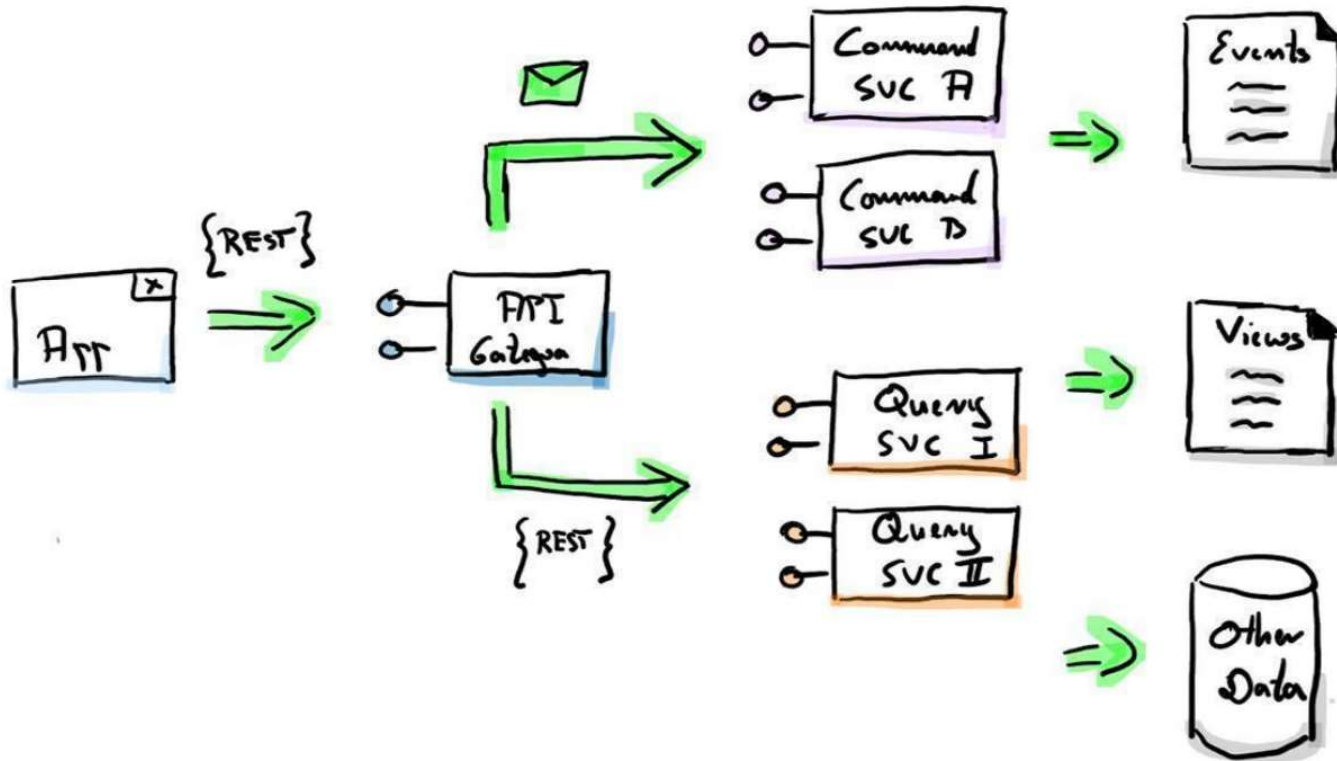 Command
SVC A
Events
Command
SVC B
{REST}
App
API
Gateway
Views
Query
SVC I
{REST}
Query
SVC II
Other
Data